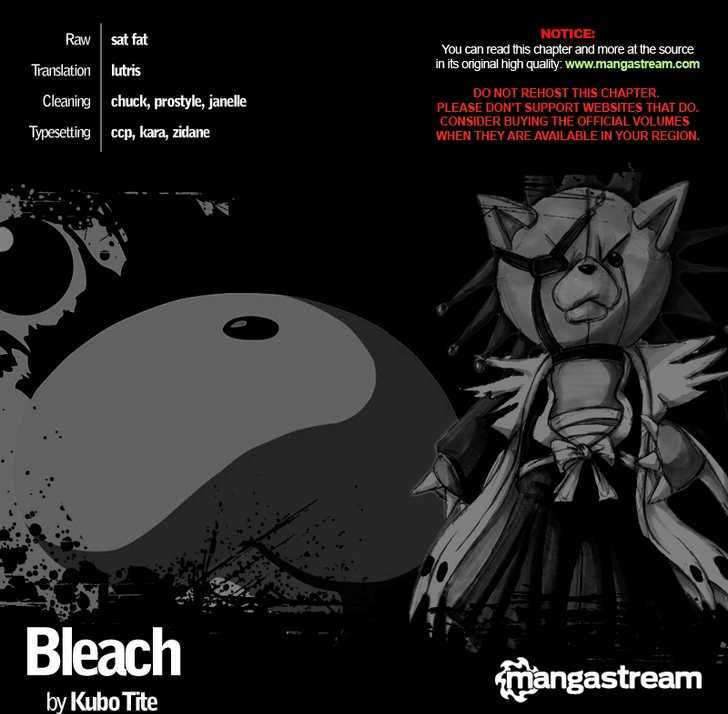 Raw sat fat
Translation lutris
Cleaning chuck, prostyle, janelle
Typesetting ccp, kara, zidane
NOTICE:
You can read this chapter and more at the source
in its original high quality: www.mangastream.com
DO NOT REHOST THIS CHAPTER.
PLEASE DON'T SUPPORT WEBSITES THAT DO.
CONSIDER BUYING THE OFFICIAL VOLUMES
WHEN THEY ARE AVAILABLE IN YOUR REGION.
Bleach
by Kubo Tite
mangastream